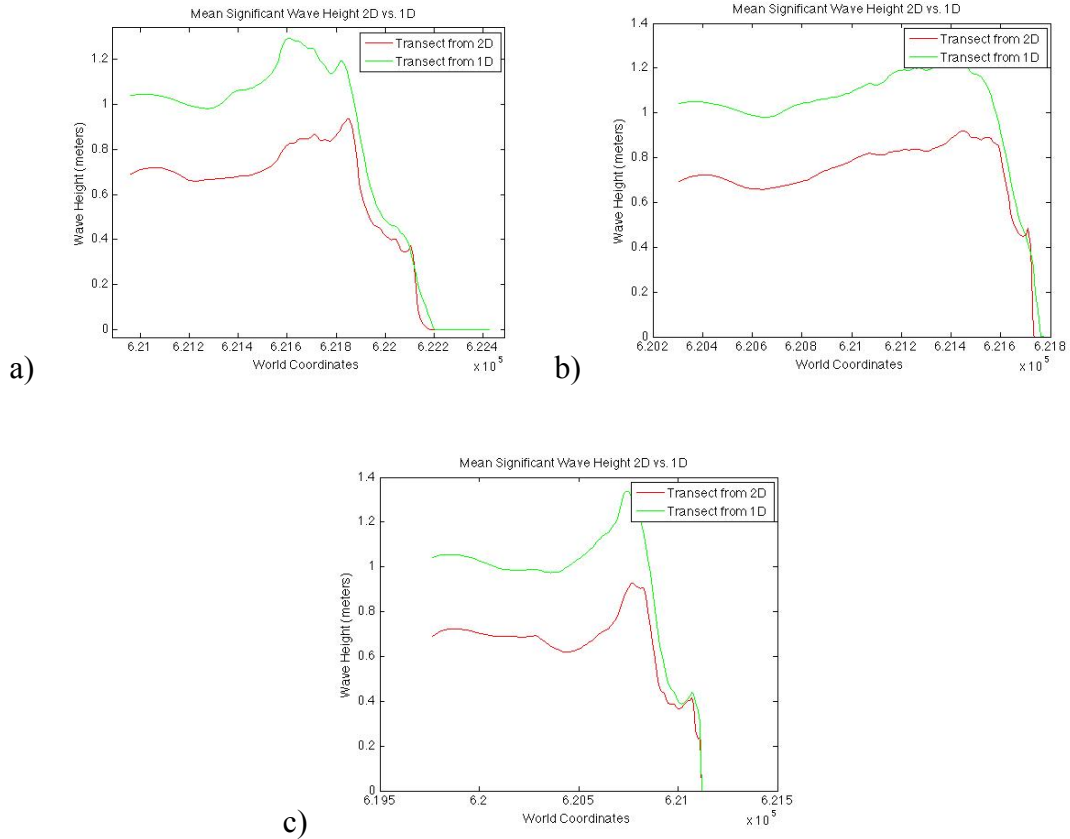 Mean Significant Wave Height 2D vs. 1D
Transect from 2D
Transect from 1D
1.2
1
0.8
0.6
0.4
0.2
0
Wave Height (meters)
6.21 6.212 6.214 6.216 6.218 6.22 6.222 6.224
World Coordinates
x 10^5
a)
Mean Significant Wave Height 2D vs. 1D
Transect from 2D
Transect from 1D
1.4
1.2
1
0.8
0.6
0.4
0.2
0
Wave Height (meters)
6.202 6.204 6.206 6.208 6.21 6.212 6.214 6.216 6.218
World Coordinates
x 10^5
b)
Mean Significant Wave Height 2D vs. 1D
Transect from 2D
Transect from 1D
1.4
1.2
1
0.8
0.6
0.4
0.2
0
Wave Height (meters)
6.195 6.2 6.205 6.21 6.215
World Coordinates
x 10^5
c)